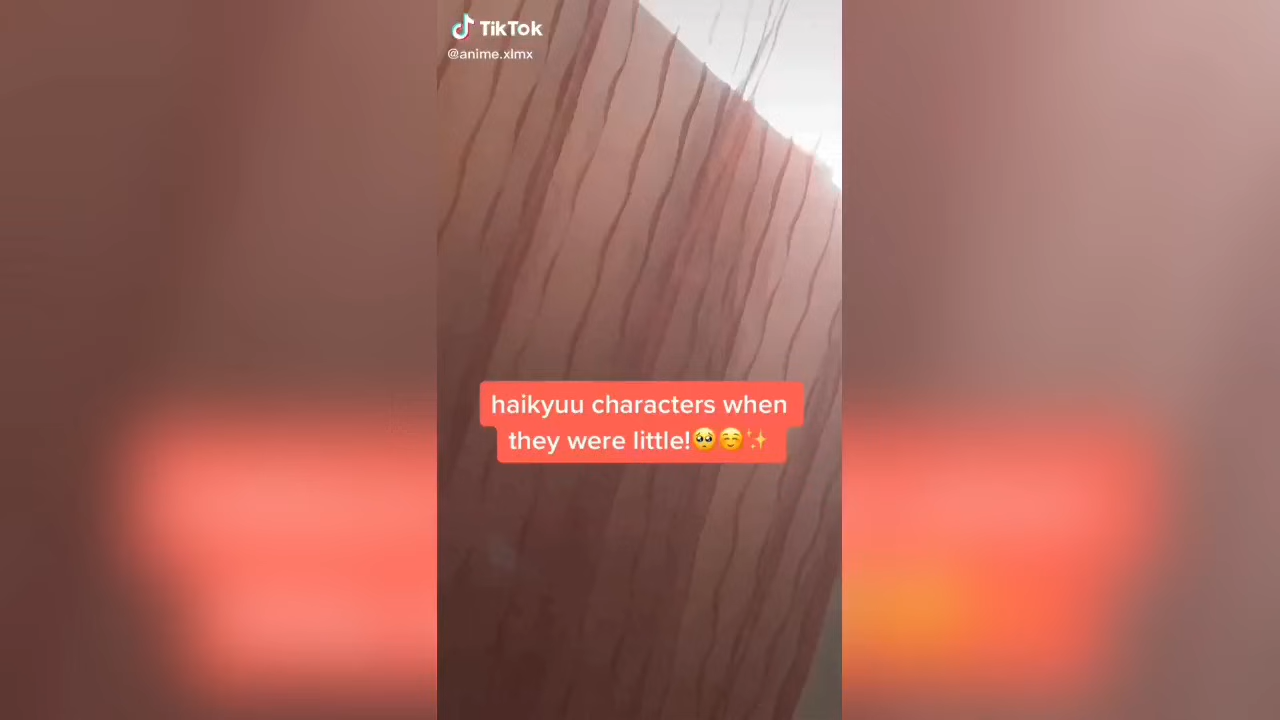 TikTok
@anime.xlmx
haikyuu characters when
they were little!🥺☺️✨